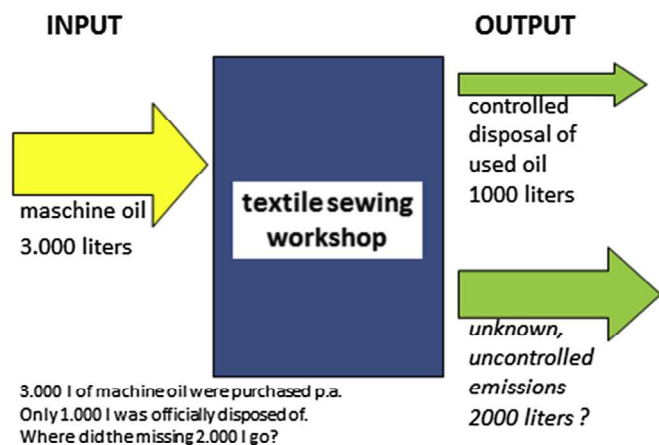 INPUT
OUTPUT
maschine oil
3.000 liters
textile sewing
workshop
controlled
disposal of
used oil
1000 liters
unknown,
uncontrolled
emissions
2000 liters ?
3.000 l of machine oil were purchased p.a.
Only 1.000 l was officially disposed of.
Where did the missing 2.000 l go?